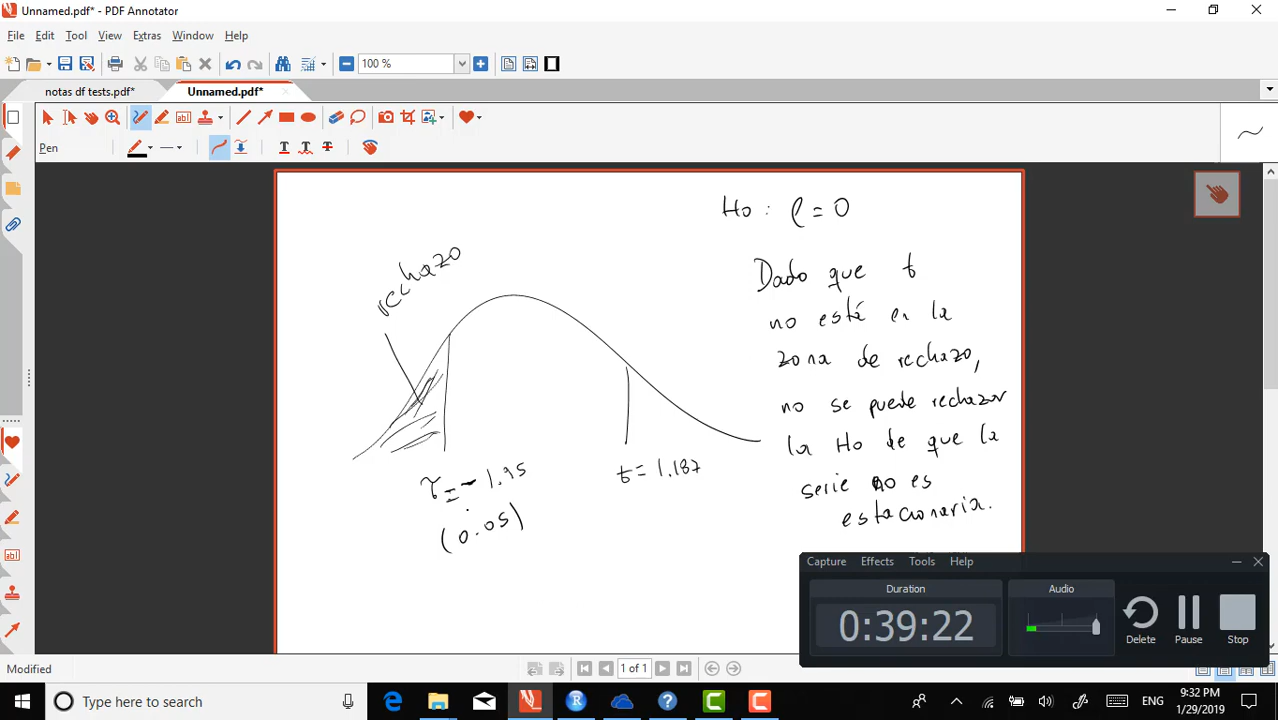 Unnamed.pdf* - PDF Annotator
File Edit Tool View Extras Window Help
100 %
notas df tests.pdf* Unnamed.pdf*
Pen
Ho : ρ = 0
rechazo
Dado que t
no está en la
zona de rechazo,
no se puede rechazar
la Ho de que la
serie no es
estacionaria.
τ = -1.95
(0.05)
t = 1.187
Capture Effects Tools Help
Duration Audio
0:39:22
Delete Pause Stop
Modified
1 of 1
Type here to search
ENG
9:32 PM
1/29/2019